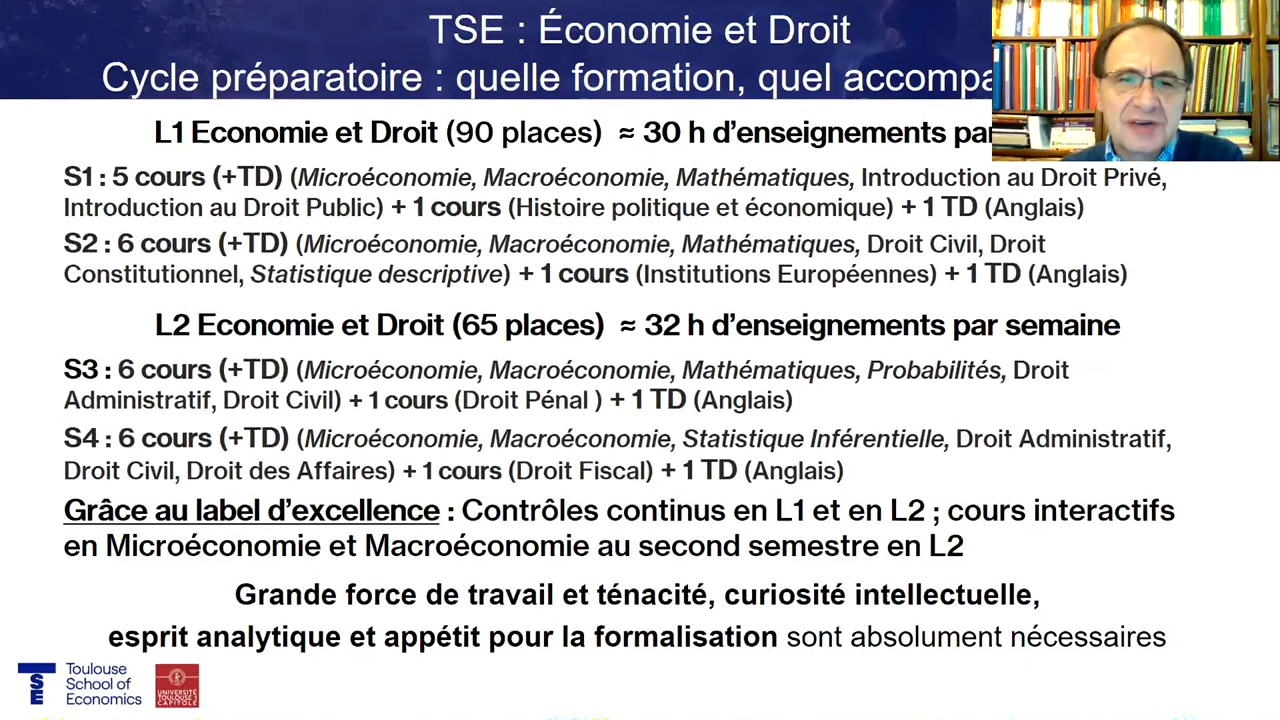 TSE : Économie et Droit
Cycle préparatoire : quelle formation, quel
L1 Economie et Droit (90 places) ≈ 30 h d’enseignements
S1 : 5 cours (+TD) (Microéconomie, Macroéconomie, Mathématiques, Introduction au Droit Privé,
Introduction au Droit Public) + 1 cours (Histoire politique et économique) + 1 TD (Anglais)
S2 : 6 cours (+TD) (Microéconomie, Macroéconomie, Mathématiques, Droit Civil, Droit
Constitutionnel, Statistique descriptive) + 1 cours (Institutions Européennes) + 1 TD (Anglais)
L2 Economie et Droit (65 places) ≈ 32 h d’enseignements par semaine
S3 : 6 cours (+TD) (Microéconomie, Macroéconomie, Mathématiques, Probabilités, Droit
Administratif, Droit Civil) + 1 cours (Droit Pénal ) + 1 TD (Anglais)
S4 : 6 cours (+TD) (Microéconomie, Macroéconomie, Statistique Inférentielle, Droit Administratif,
Droit Civil, Droit des Affaires) + 1 cours (Droit Fiscal) + 1 TD (Anglais)
Grâce au label d’excellence : Contrôles continus en L1 et en L2 ; cours interactifs
en Microéconomie et Macroéconomie au second semestre en L2
Grande force de travail et ténacité, curiosité intellectuelle,
esprit analytique et appétit pour la formalisation sont absolument nécessaires
TSE
Toulouse
School of
Economics
UNIVERSITÉ
TOULOUSE 1
CAPITOLE